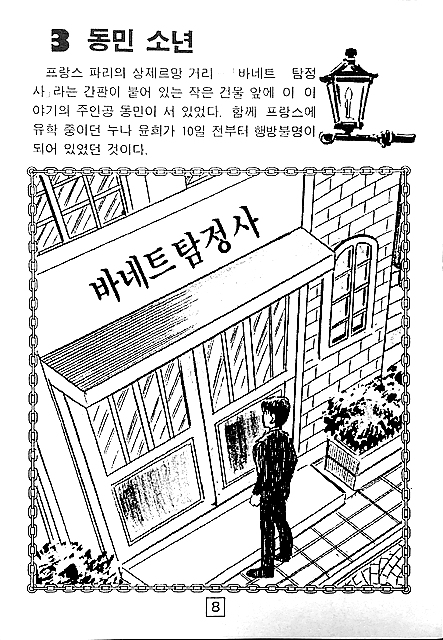 3 동민 소년
프랑스 파리의 상제르망 거리 「바네트 탐정
사」라는 간판이 붙어 있는 작은 건물 앞에 이 이
야기의 주인공 동민이 서 있었다. 함께 프랑스에
유학 중이던 누나 윤희가 10일 전부터 행방불명이
되어 있었던 것이다.
바네트탐정사
8